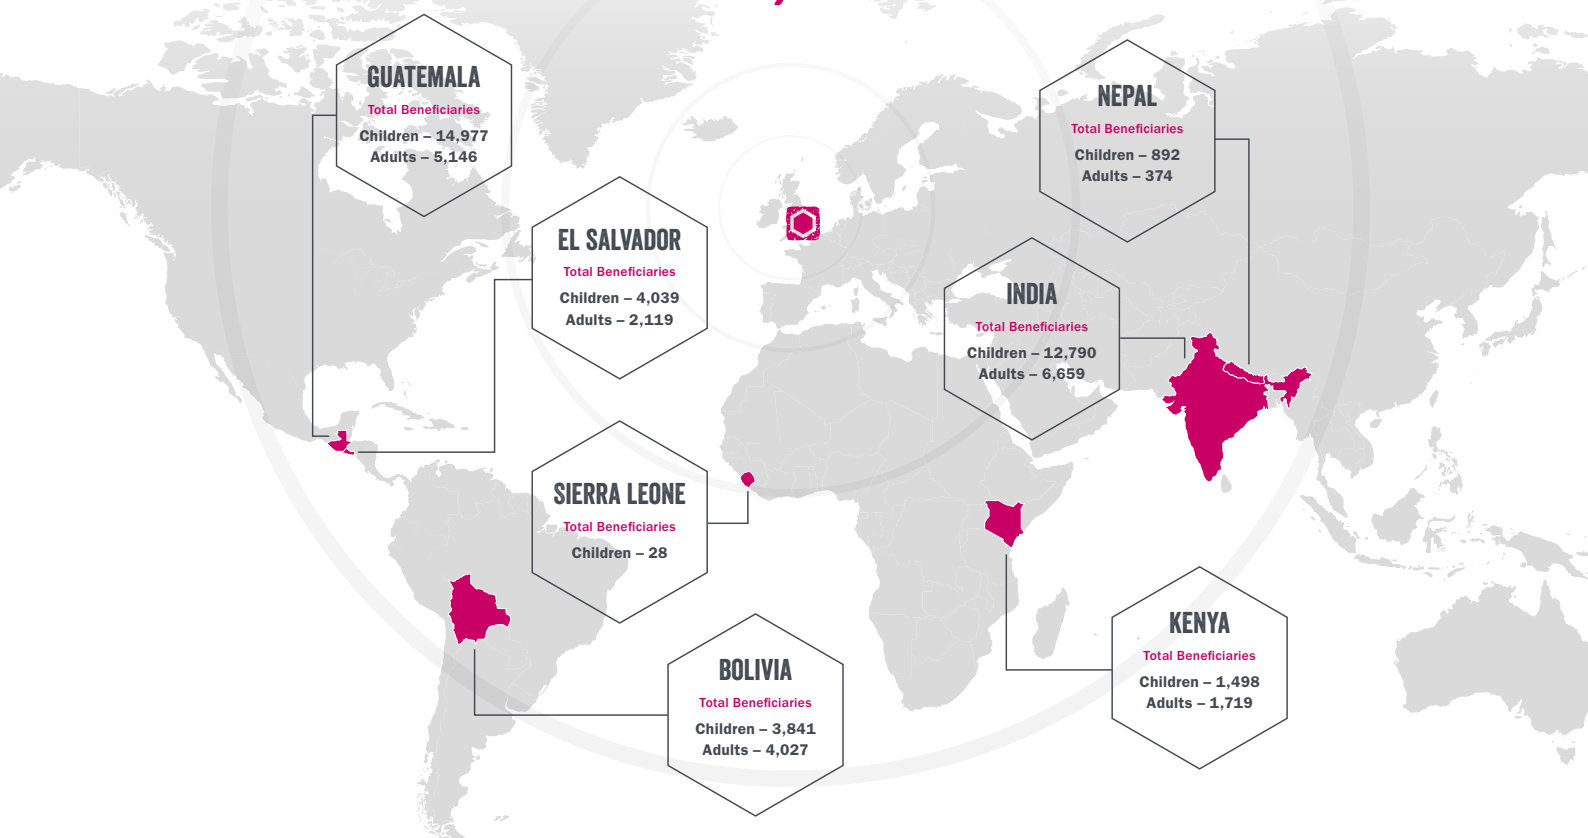 GUATEMALA
Total Beneficiaries
Children – 14,977
Adults – 5,146
EL SALVADOR
Total Beneficiaries
Children – 4,039
Adults – 2,119
SIERRA LEONE
Total Beneficiaries
Children – 28
BOLIVIA
Total Beneficiaries
Children – 3,841
Adults – 4,027
NEPAL
Total Beneficiaries
Children – 892
Adults – 374
INDIA
Total Beneficiaries
Children – 12,790
Adults – 6,659
KENYA
Total Beneficiaries
Children – 1,498
Adults – 1,719